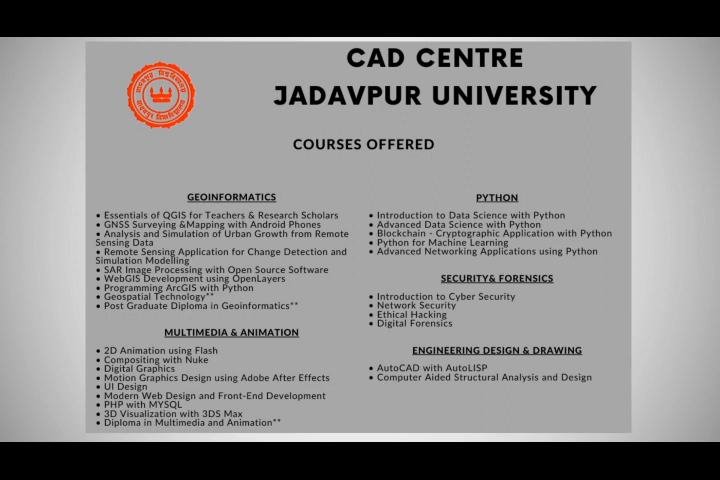 CAD CENTRE
JADAVPUR UNIVERSITY
COURSES OFFERED
GEOINFORMATICS
• Essentials of QGIS for Teachers & Research Scholars
• GNSS Surveying &Mapping with Android Phones
• Analysis and Simulation of Urban Growth from Remote
Sensing Data
• Remote Sensing Application for Change Detection and
Simulation Modelling
• SAR Image Processing with Open Source Software
• WebGIS Development using OpenLayers
• Programming ArcGIS with Python
• Geospatial Technology**
• Post Graduate Diploma in Geoinformatics**
MULTIMEDIA & ANIMATION
• 2D Animation using Flash
• Compositing with Nuke
• Digital Graphics
• Motion Graphics Design using Adobe After Effects
• UI Design
• Modern Web Design and Front-End Development
• PHP with MYSQL
• 3D Visualization with 3DS Max
• Diploma in Multimedia and Animation**
PYTHON
• Introduction to Data Science with Python
• Advanced Data Science with Python
• Blockchain - Cryptographic Application with Python
• Python for Machine Learning
• Advanced Networking Applications using Python
SECURITY& FORENSICS
• Introduction to Cyber Security
• Network Security
• Ethical Hacking
• Digital Forensics
ENGINEERING DESIGN & DRAWING
• AutoCAD with AutoLISP
• Computer Aided Structural Analysis and Design